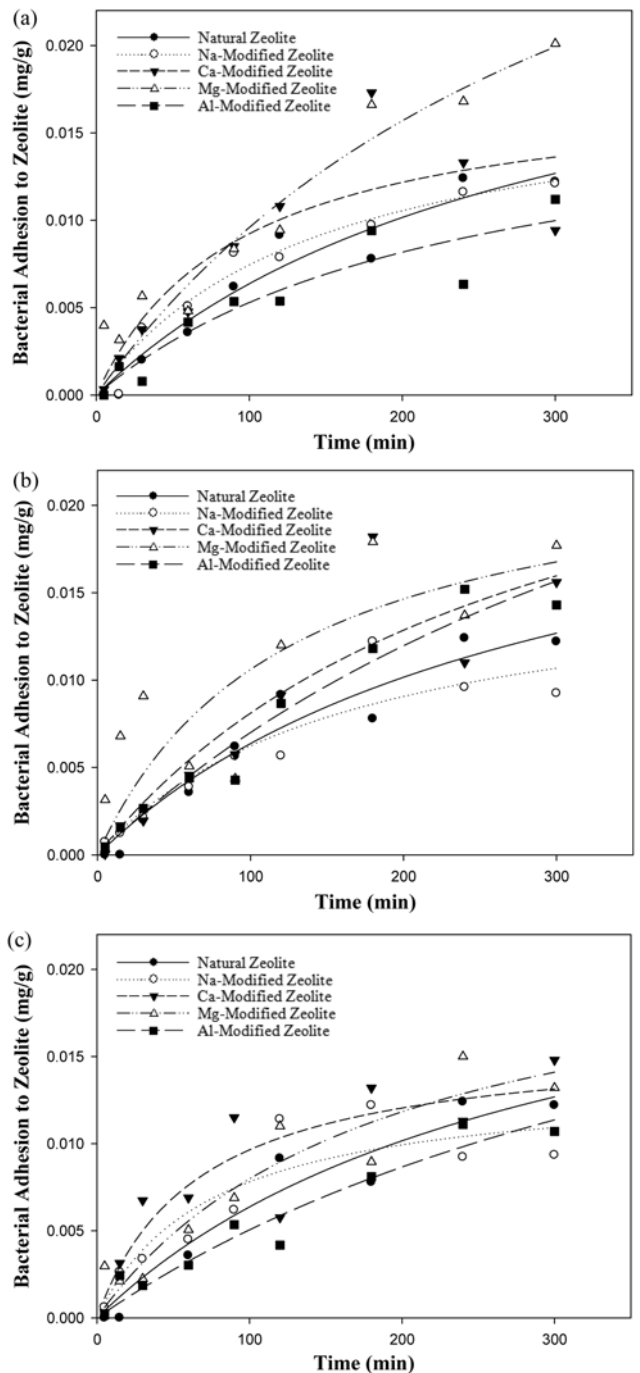 (a)
Natural Zeolite
Na-Modified Zeolite
Ca-Modified Zeolite
Mg-Modified Zeolite
Al-Modified Zeolite
Bacterial Adhesion to Zeolite (mg/g)
0.020
0.015
0.010
0.005
0.000
0 100 200 300
Time (min)
(b)
Natural Zeolite
Na-Modified Zeolite
Ca-Modified Zeolite
Mg-Modified Zeolite
Al-Modified Zeolite
Bacterial Adhesion to Zeolite (mg/g)
0.020
0.015
0.010
0.005
0.000
0 100 200 300
Time (min)
(c)
Natural Zeolite
Na-Modified Zeolite
Ca-Modified Zeolite
Mg-Modified Zeolite
Al-Modified Zeolite
Bacterial Adhesion to Zeolite (mg/g)
0.020
0.015
0.010
0.005
0.000
0 100 200 300
Time (min)